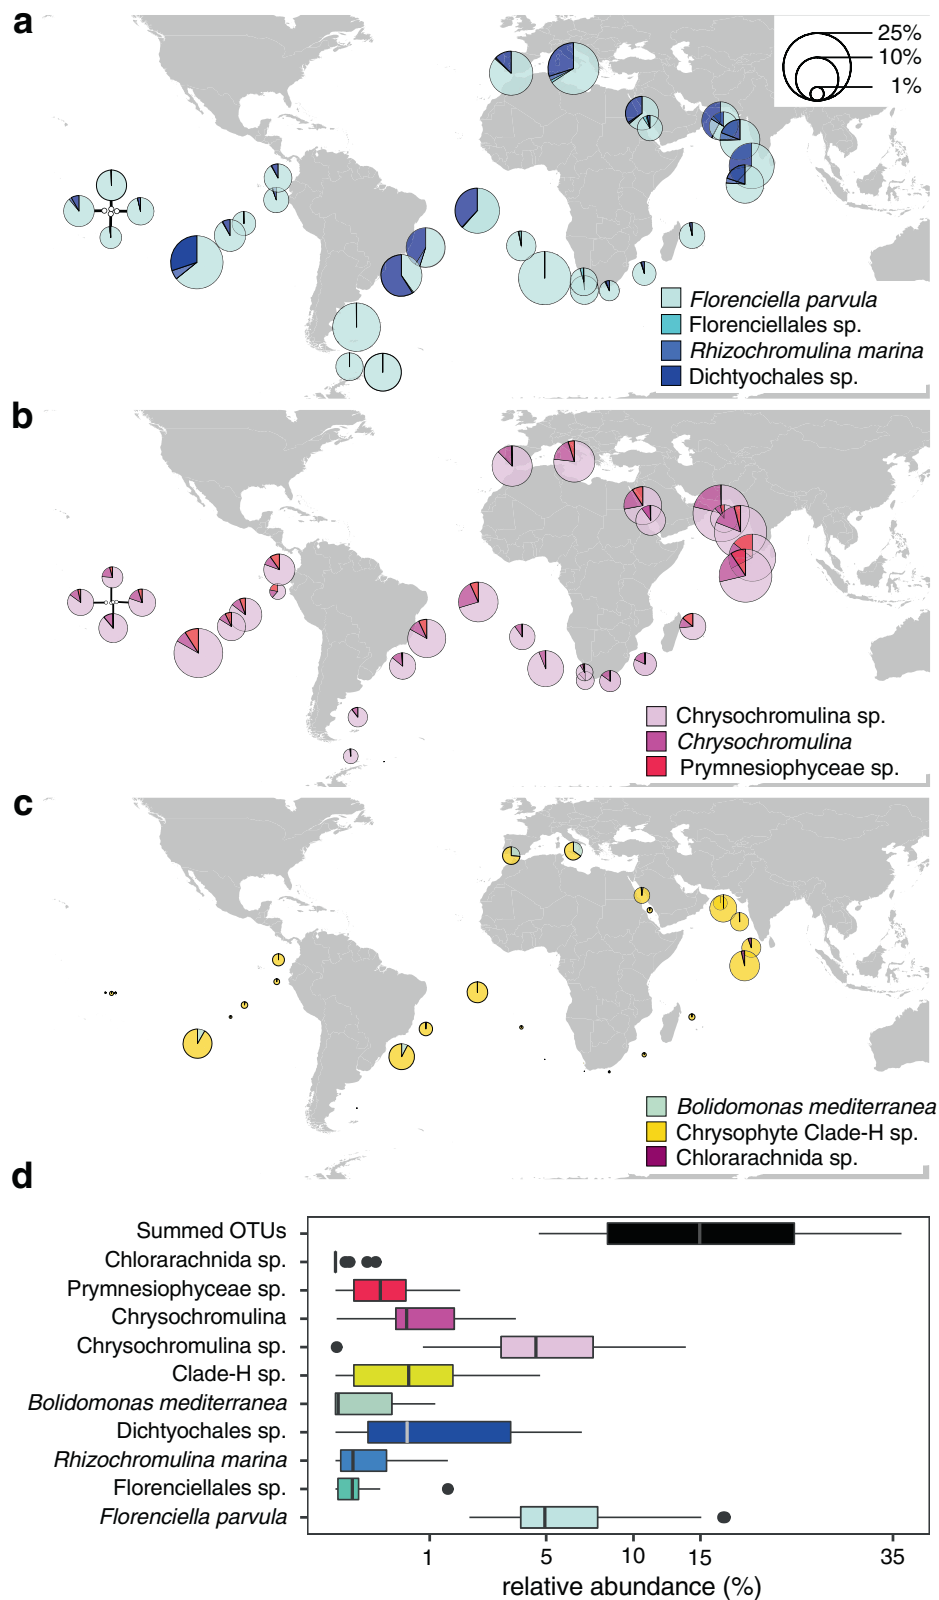 a
25%
10%
1%
Florenciella parvula
Florenciellales sp.
Rhizochromulina marina
Dichtyochales sp.
b
Chrysochromulina sp.
Chrysochromulina
Prymnesiophyceae sp.
c
Bolidomonas mediterranea
Chrysophyte Clade-H sp.
Chlorarachnida sp.
d
Summed OTUs
Chlorarachnida sp.
Prymnesiophyceae sp.
Chrysochromulina
Chrysochromulina sp.
Clade-H sp.
Bolidomonas mediterranea
Dichtyochales sp.
Rhizochromulina marina
Florenciellales sp.
Florenciella parvula
1 5 10 15 35
relative abundance (%)